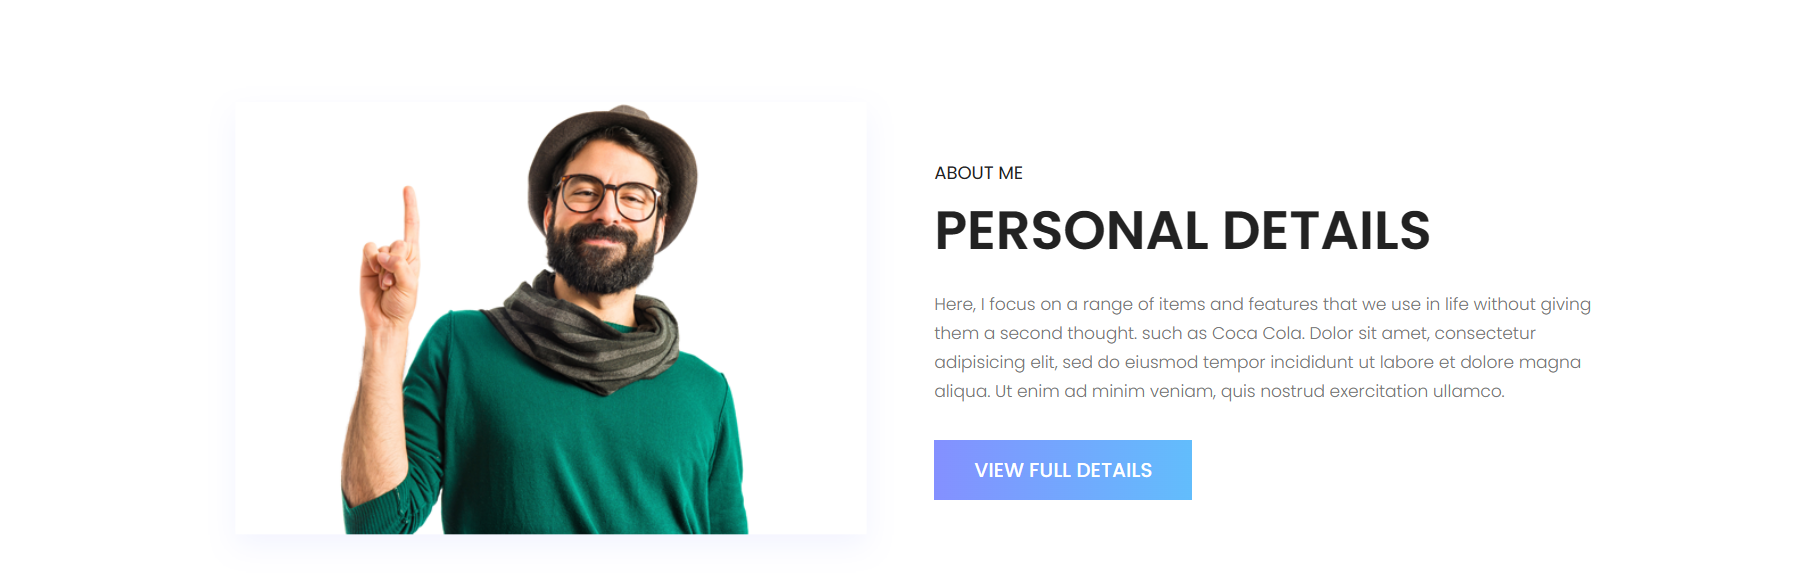 ABOUT ME
PERSONAL DETAILS
Here, I focus on a range of items and features that we use in life without giving
them a second thought. such as Coca Cola. Dolor sit amet, consectetur
adipisicing elit, sed do eiusmod tempor incididunt ut labore et dolore magna
aliqua. Ut enim ad minim veniam, quis nostrud exercitation ullamco.
VIEW FULL DETAILS